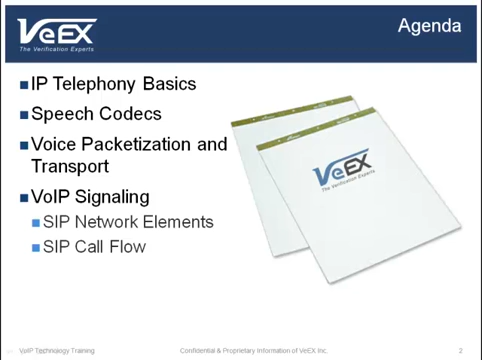 VeEX
The Verification Experts
Agenda
IP Telephony Basics
Speech Codecs
Voice Packetization and
Transport
VoIP Signaling
SIP Network Elements
SIP Call Flow
VeEX
The Verification Experts
VoIP Technology Training
Confidential & Proprietary Information of VeEX Inc.
2